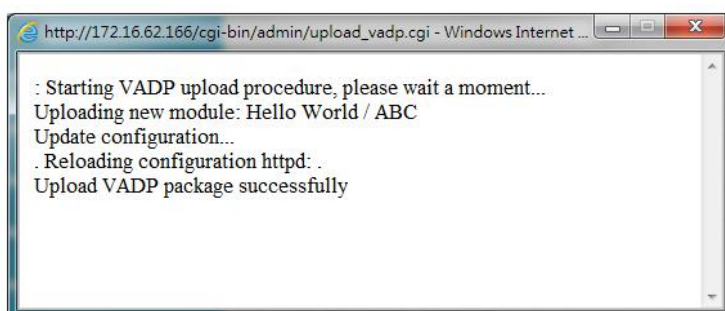 http://172.16.62.166/cgi-bin/admin/upload_vadp.cgi - Windows Internet ...
: Starting VADP upload procedure, please wait a moment...
Uploading new module: Hello World / ABC
Update configuration...
. Reloading configuration httpd: .
Upload VADP package successfully